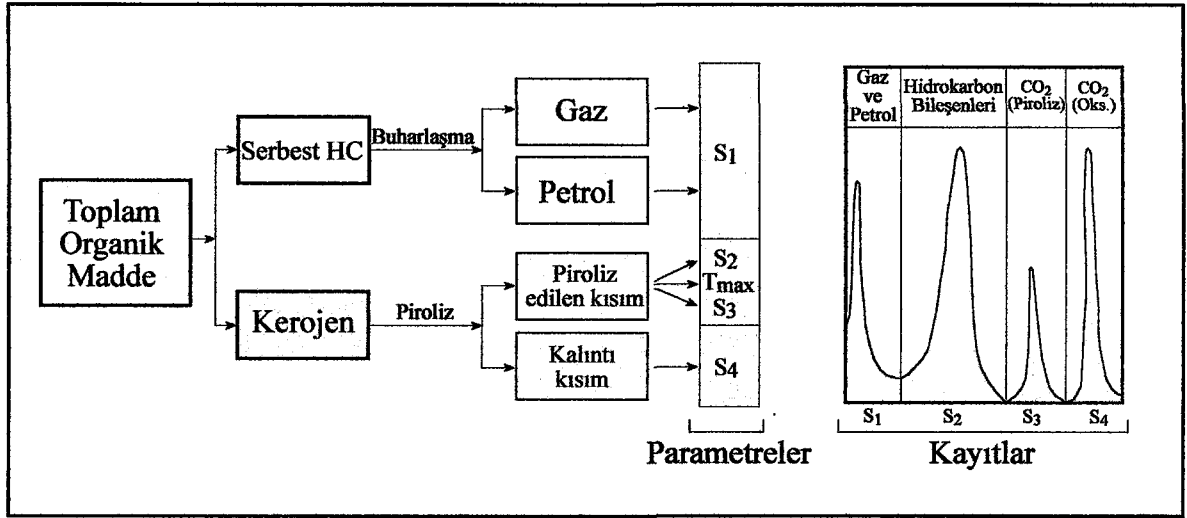 Toplam
Organik
Madde
Serbest HC
Buharlaşma
Gaz
Petrol
Kerojen
Piroliz
Piroliz
edilen kısım
Kalıntı
kısım
S1
S2
Tmax
S3
S4
Parametreler
Gaz
ve
Petrol
Hidrokarbon
Bileşenleri
CO2
(Piroliz)
CO2
(Oks.)
S1 S2 S3 S4
Kayıtlar